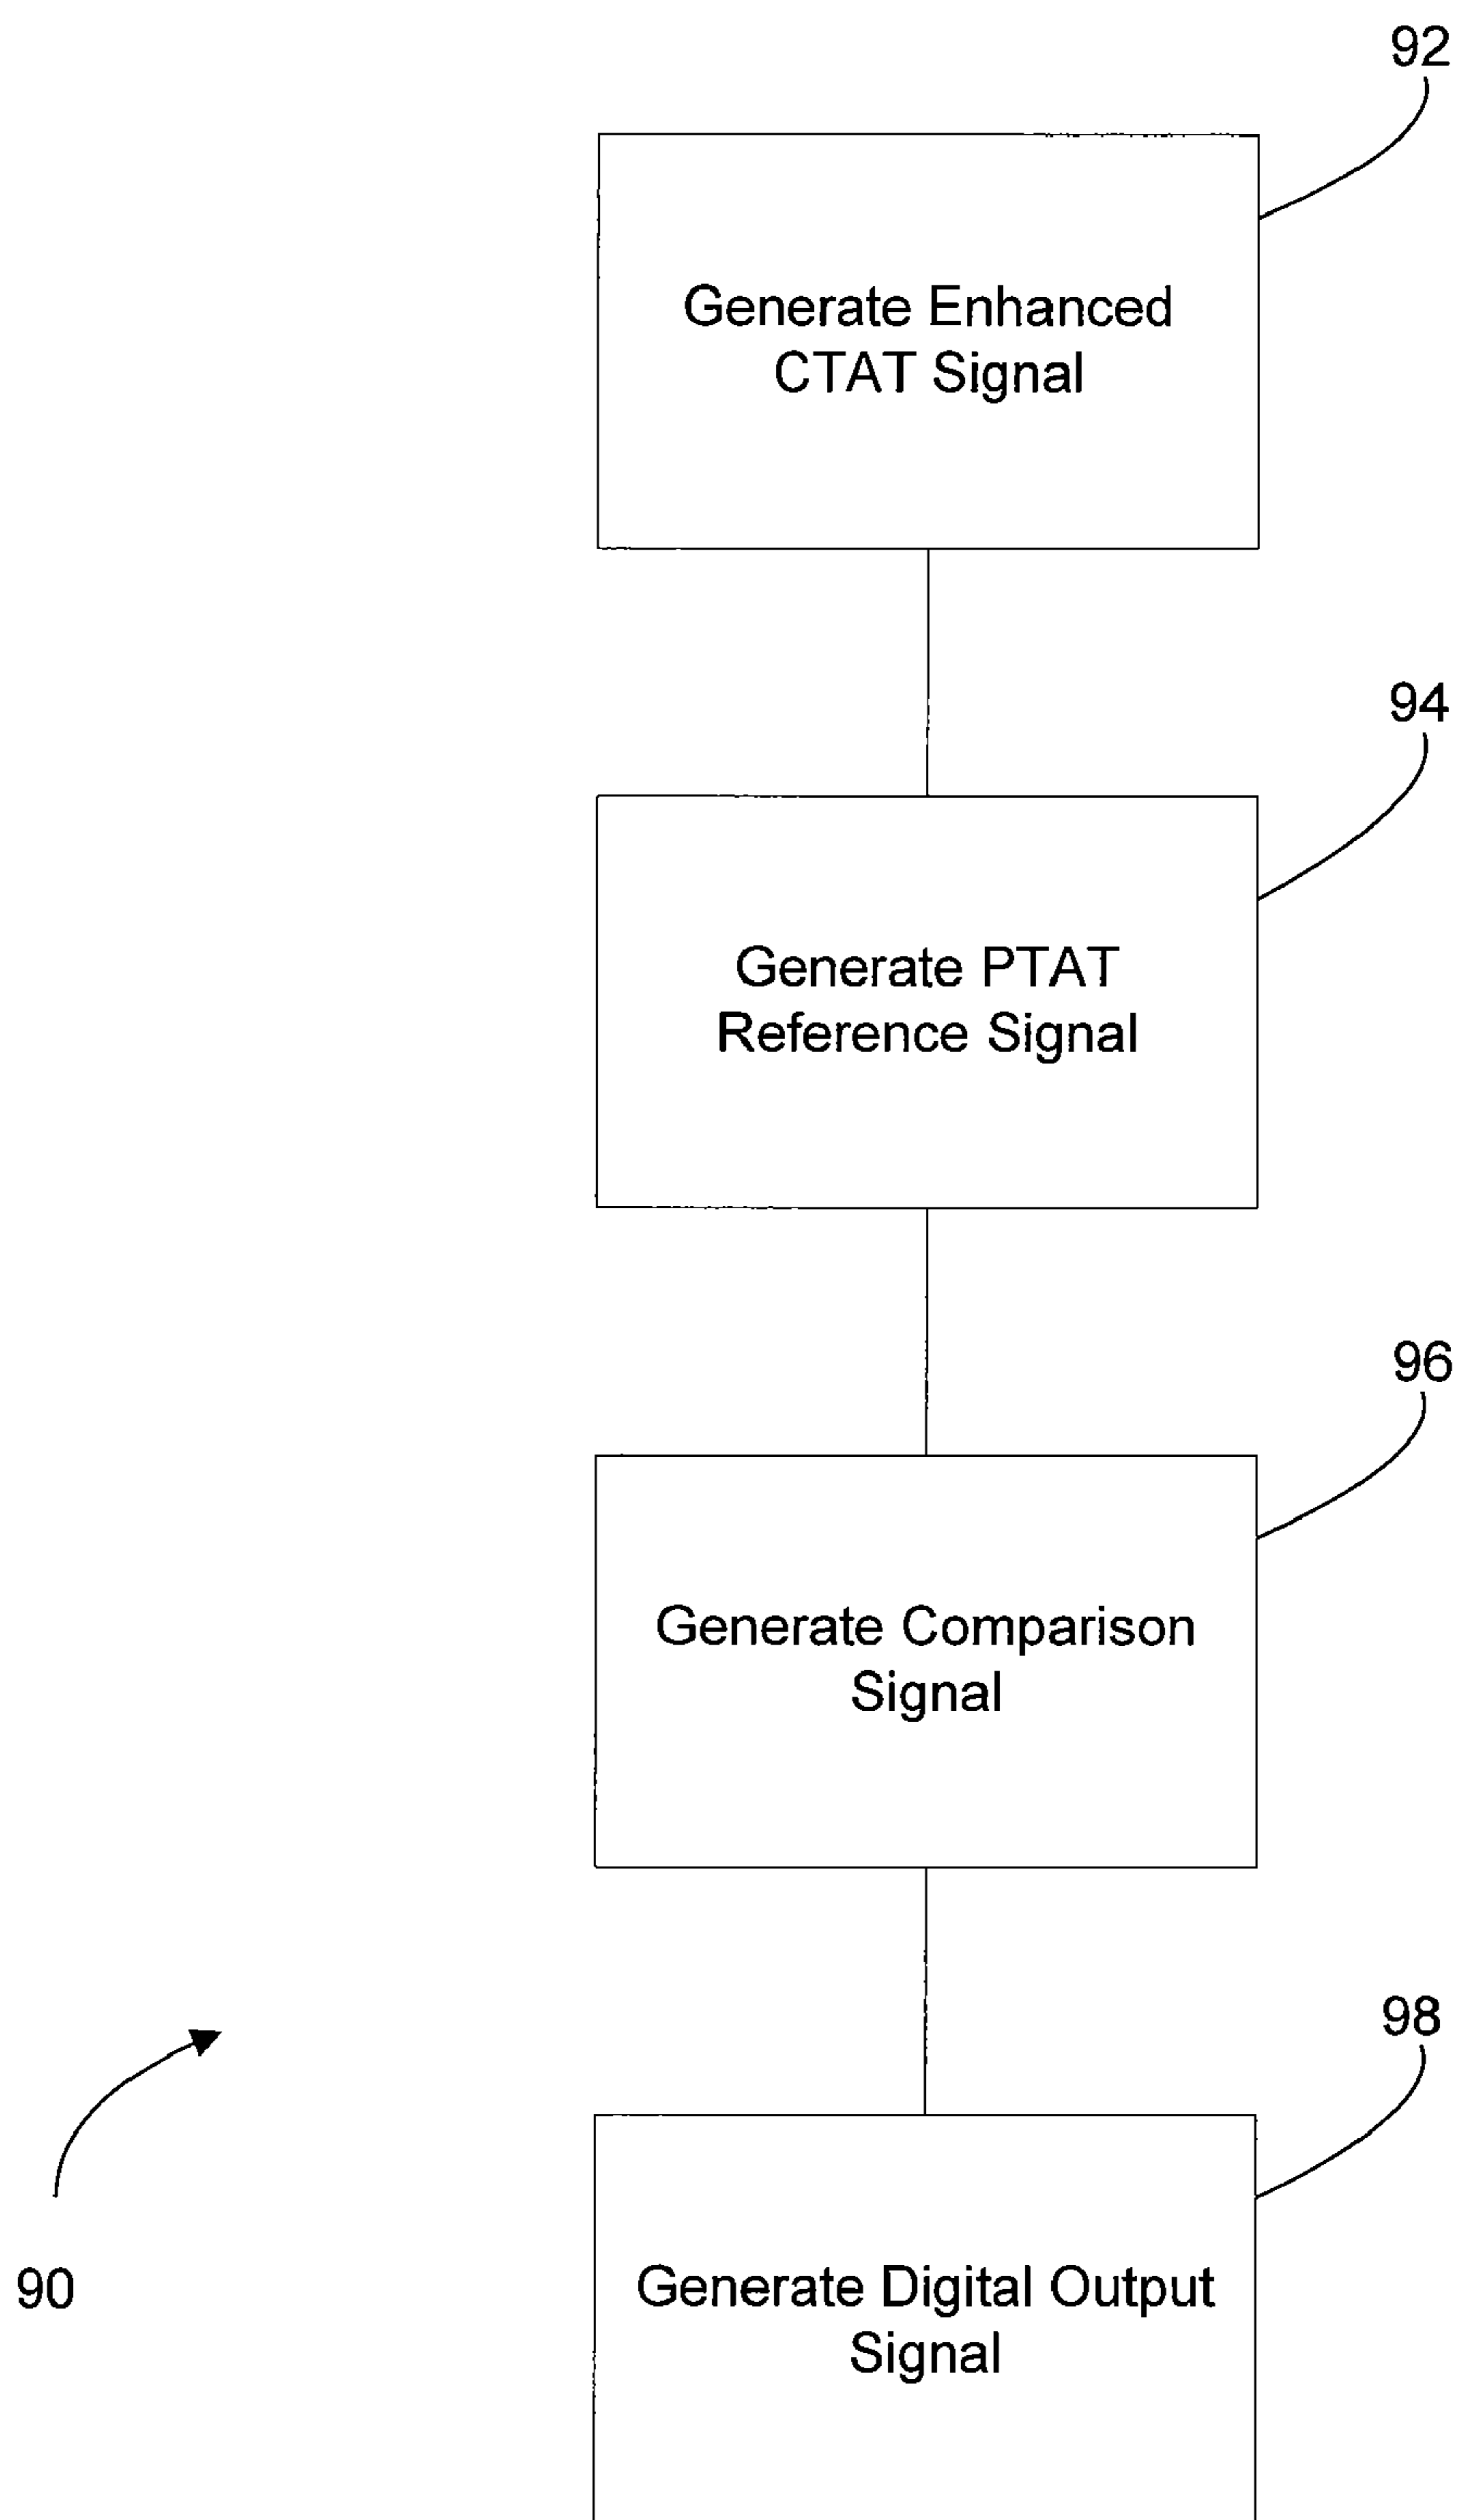 92
Generate Enhanced
CTAT Signal
94
Generate PTAT
Reference Signal
96
Generate Comparison
Signal
98
90
Generate Digital Output
Signal